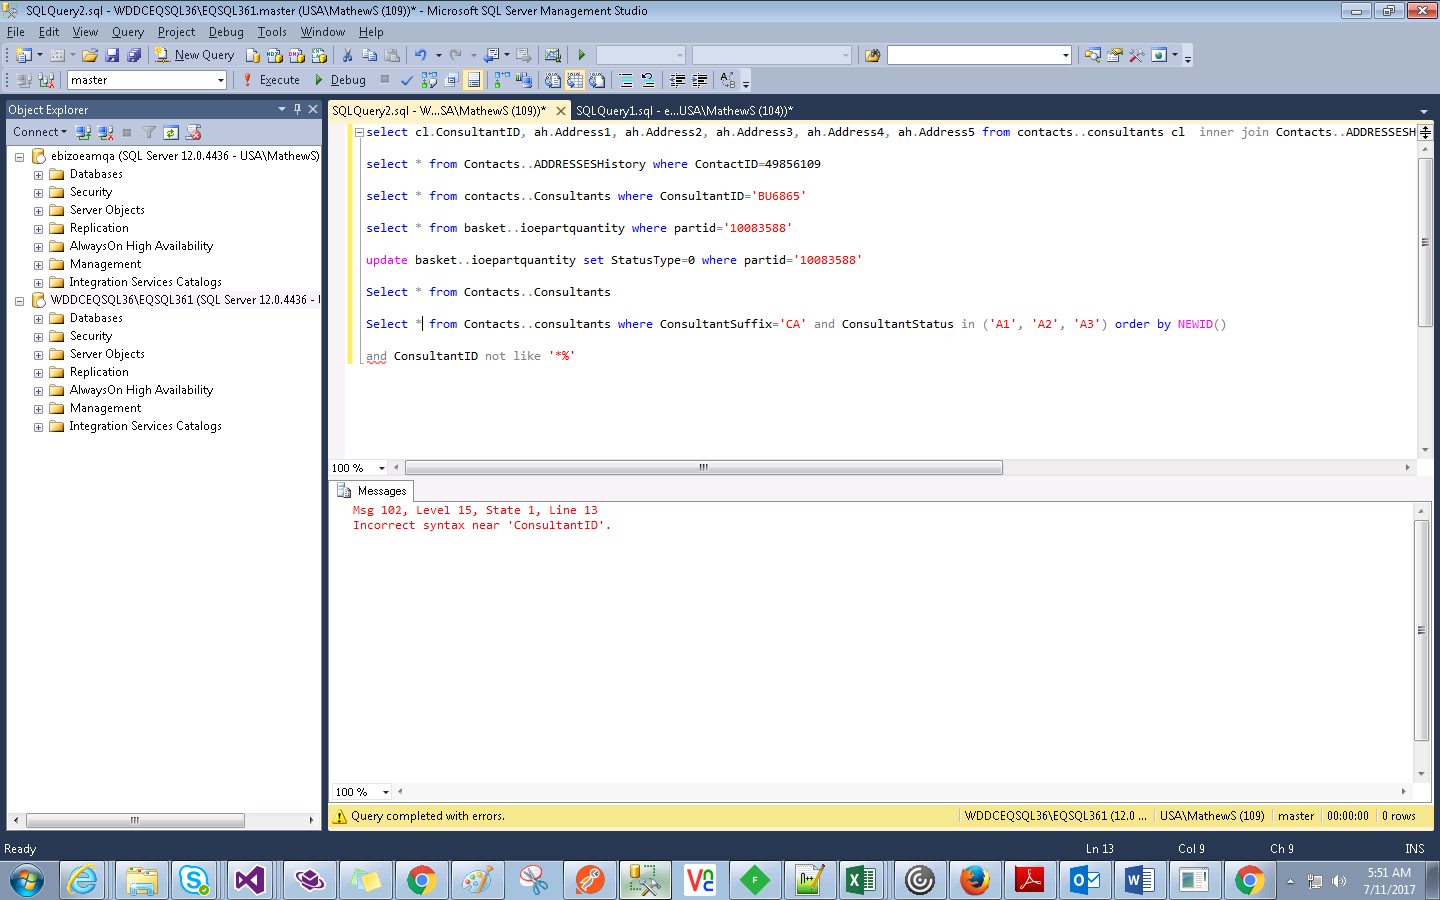 SQLQuery2.sql - WDDCEQSQL36\EQSQL361.master (USA\MathewS (109))* - Microsoft SQL Server Management Studio
File Edit View Query Project Debug Tools Window Help
New Query
master Execute Debug
Object Explorer
SQLQuery2.sql - W...SA\MathewS (109))* SQLQuery1.sql - e...USA\MathewS (104))*
Connect
ebizoeamqa (SQL Server 12.0.4436 - USA\MathewS)
Databases
Security
Server Objects
Replication
AlwaysOn High Availability
Management
Integration Services Catalogs
WDDCEQSQL36\EQSQL361 (SQL Server 12.0.4436 - 
Databases
Security
Server Objects
Replication
AlwaysOn High Availability
Management
Integration Services Catalogs
select cl.ConsultantID, ah.Address1, ah.Address2, ah.Address3, ah.Address4, ah.Address5 from contacts..consultants cl  inner join Contacts..ADDRESSESH
select * from Contacts..ADDRESSESHistory where ContactID=49856109
select * from contacts..Consultants where ConsultantID='BU6865'
select * from basket..ioepartquantity where partid='10083588'
update basket..ioepartquantity set StatusType=0 where partid='10083588'
Select * from Contacts..Consultants
Select * from Contacts..consultants where ConsultantSuffix='CA' and ConsultantStatus in ('A1', 'A2', 'A3') order by NEWID()
and ConsultantID not like '*%'
100 %
Messages
Msg 102, Level 15, State 1, Line 13
Incorrect syntax near 'ConsultantID'.
100 %
Query completed with errors. WDDCEQSQL36\EQSQL361 (12.0 ... USA\MathewS (109) master 00:00:00 0 rows
Ready Ln 13 Col 9 Ch 9 INS
5:51 AM
7/11/2017